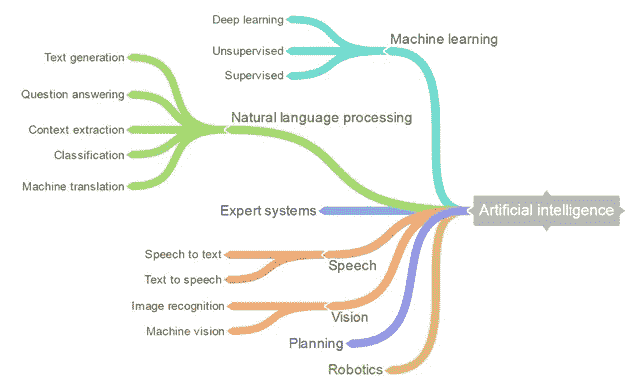 Deep learning
Machine learning
Unsupervised
Supervised
Text generation
Question answering
Natural language processing
Context extraction
Classification
Machine translation
Artificial intelligence
Expert systems
Speech to text
Speech
Text to speech
Image recognition
Vision
Machine vision
Planning
Robotics